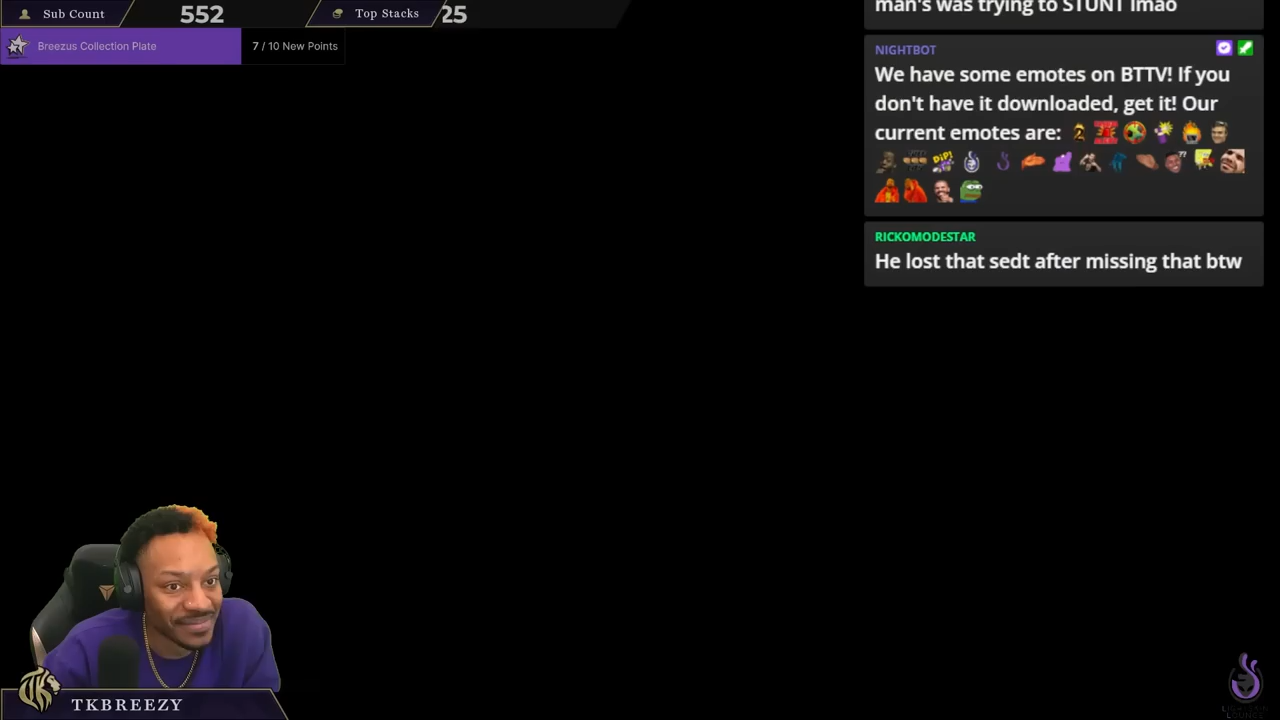 Sub Count
552
Top Stacks
25
Breezus Collection Plate
7 / 10 New Points
man's was trying to STUNT lmao
NIGHTBOT
We have some emotes on BTTV! If you
don't have it downloaded, get it! Our
current emotes are:
RICKOMODESTAR
He lost that sedt after missing that btw
TKBREEZY